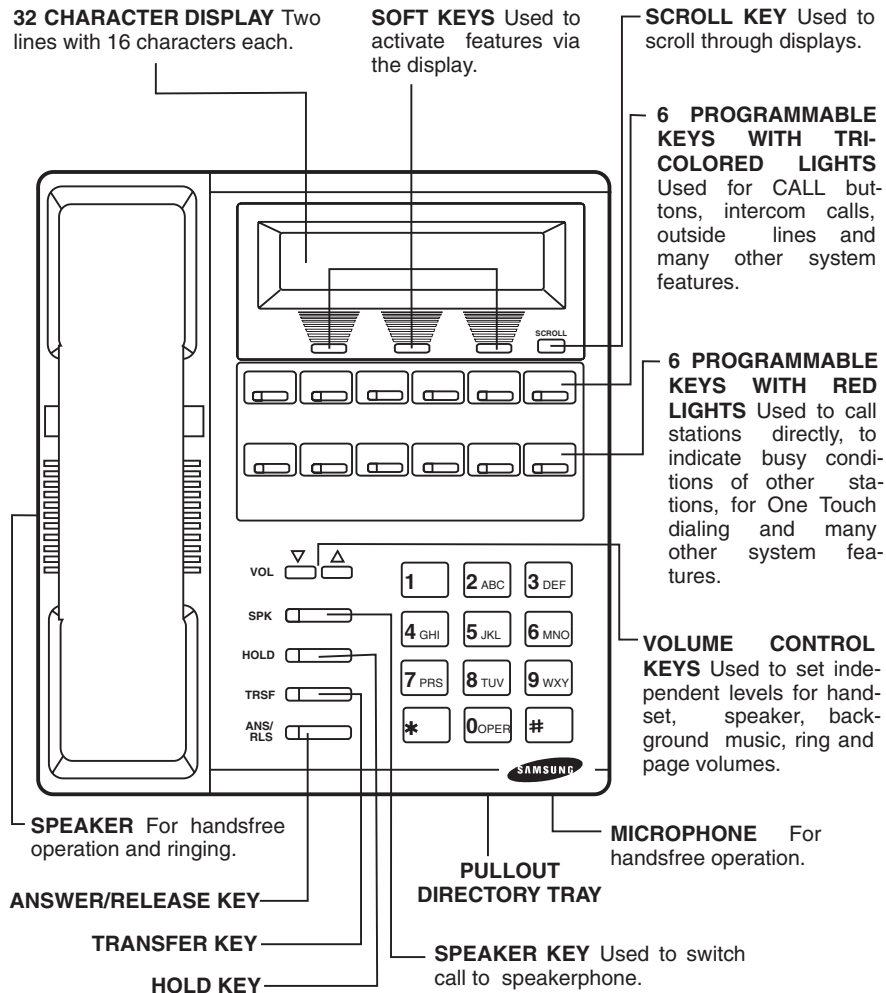 32 CHARACTER DISPLAY Two
lines with 16 characters each.
SOFT KEYS Used to
activate features via
the display.
SCROLL KEY Used to
scroll through displays.
6 PROGRAMMABLE
KEYS WITH TRI-
COLORED LIGHTS
Used for CALL but-
tons, intercom calls,
outside lines and
many other system
features.
SCROLL
6 PROGRAMMABLE
KEYS WITH RED
LIGHTS Used to call
stations directly, to
indicate busy condi-
tions of other sta-
tions, for One Touch
dialing and many
other system fea-
tures.
VOL
SPK
HOLD
TRSF
ANS/
RLS
1 2 ABC 3 DEF
4 GHI 5 JKL 6 MNO
7 PRS 8 TUV 9 WXY
* 0 OPER #
SAMSUNG
VOLUME CONTROL
KEYS Used to set inde-
pendent levels for hand-
set, speaker, back-
ground music, ring and
page volumes.
SPEAKER For handsfree
operation and ringing.
MICROPHONE For
handsfree operation.
PULLOUT
DIRECTORY TRAY
ANSWER/RELEASE KEY
TRANSFER KEY
HOLD KEY
SPEAKER KEY Used to switch
call to speakerphone.